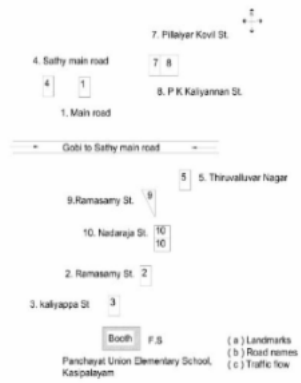 7. Pillaiyar Kovil St.
4. Sathy main road
7 8
4
1
8. P K Kaliyannan St.
1. Main road
Gobi to Sathy main road
5
5. Thiruvalluvar Nagar
9.Ramasamy St.
9
10. Nadaraja St.
10
10
2. Ramasamy St.
2
3. kaliyappa St
3
Booth
F.S
(a) Landmarks
(b) Road names
(c) Traffic flow
Panchayat Union Elementary School,
Kasipalayam